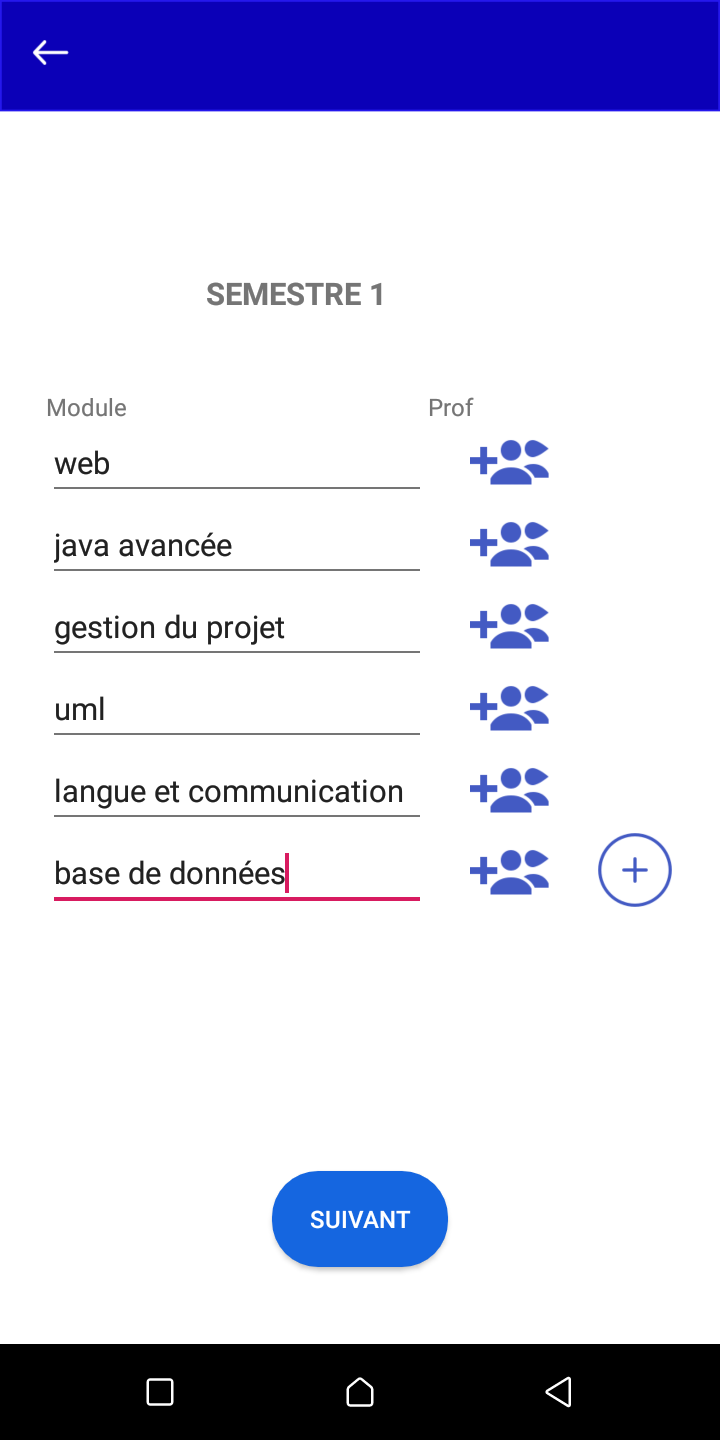 SEMESTRE 1
Module Prof
web
java avancée
gestion du projet
uml
langue et communication
base de données
SUIVANT